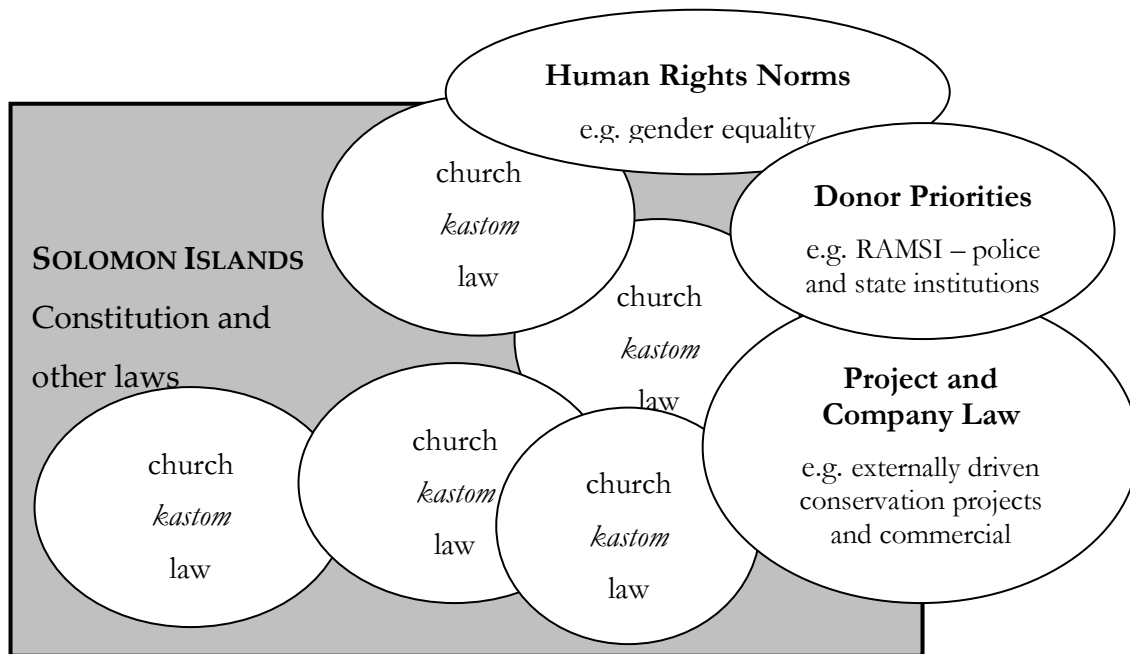 Human Rights Norms
e.g. gender equality
church
kastom
law
Donor Priorities
e.g. RAMSI – police
and state institutions
SOLOMON ISLANDS
Constitution and
other laws
church
kastom
law
Project and
Company Law
e.g. externally driven
conservation projects
and commercial
church
kastom
law
church
kastom
law
church
kastom
law